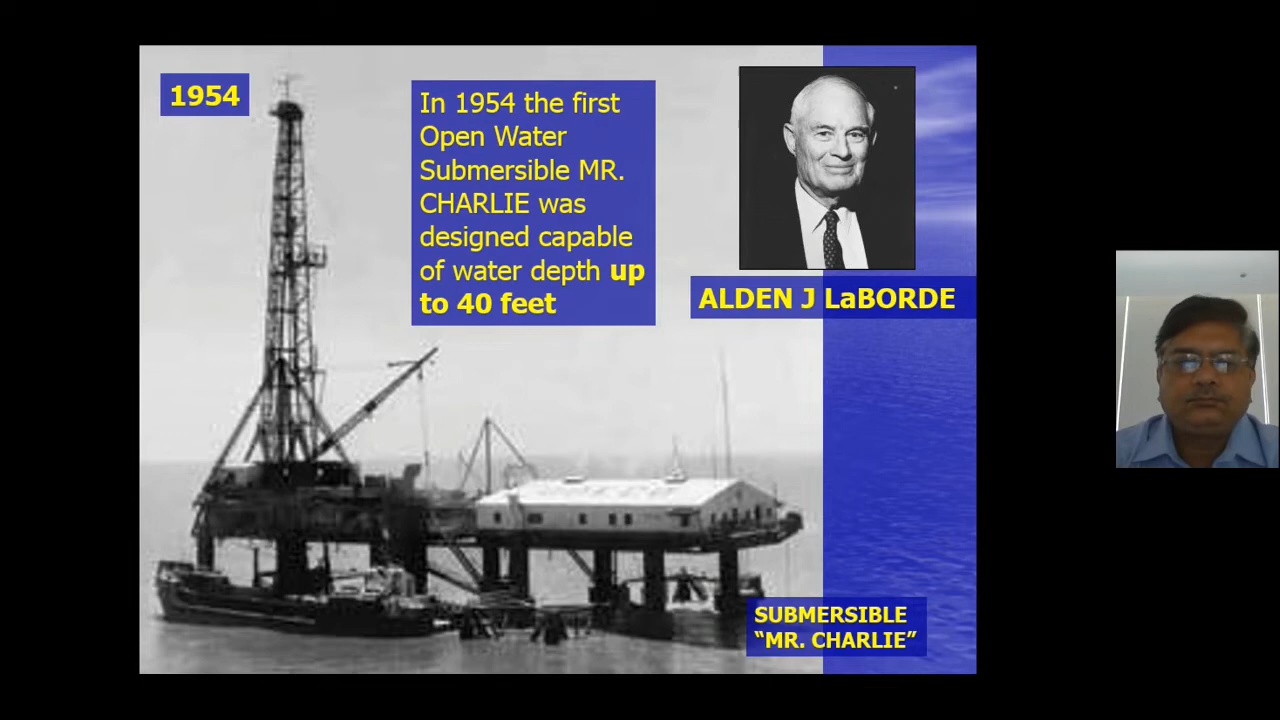 1954
In 1954 the first
Open Water
Submersible MR.
CHARLIE was
designed capable
of water depth up
to 40 feet
ALDEN J LaBORDE
SUBMERSIBLE
“MR. CHARLIE”